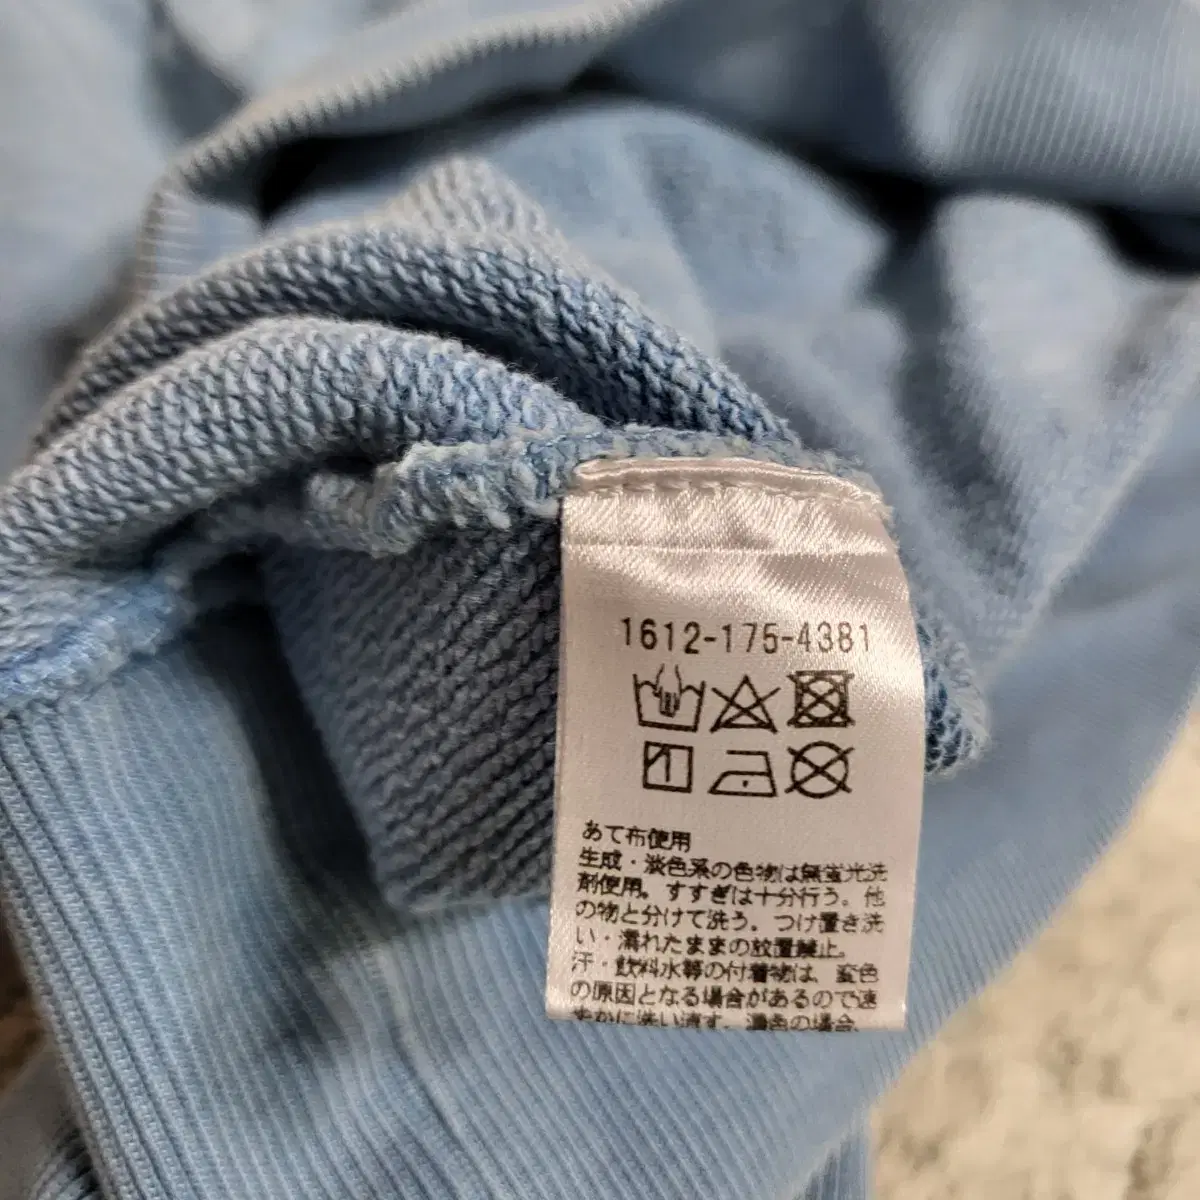 1612-175-4381
あて布使用
生成・淡色系の色物は無蛍光洗
剤使用。すすぎは十分行う。他
の物と分けて洗う。つけ置き洗
い・濡れたままの放置禁止。
汗・飲料水等の付着物は、変色
の原因となる場合があるので速
やかに洗い流す。濃色の場合、